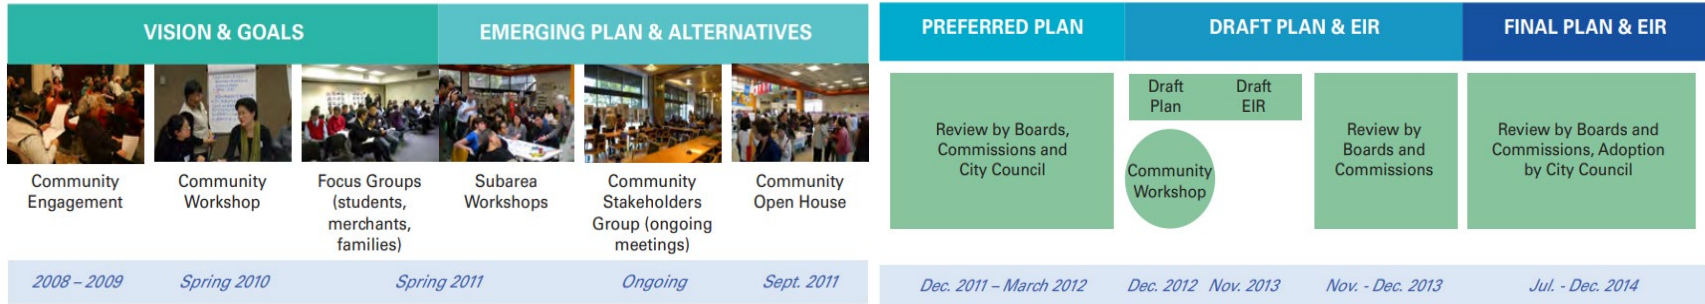 VISION & GOALS
EMERGING PLAN & ALTERNATIVES
PREFERRED PLAN
DRAFT PLAN & EIR
FINAL PLAN & EIR
Community
Engagement
Community
Workshop
Focus Groups
(students,
merchants,
families)
Subarea
Workshops
Community
Stakeholders
Group (ongoing
meetings)
Community
Open House
Review by Boards,
Commissions and
City Council
Draft
Plan
Draft
EIR
Community
Workshop
Review by
Boards and
Commissions
Review by Boards and
Commissions, Adoption
by City Council
2008 – 2009
Spring 2010
Spring 2011
Ongoing
Sept. 2011
Dec. 2011 – March 2012
Dec. 2012
Nov. 2013
Nov. - Dec. 2013
Jul. - Dec. 2014